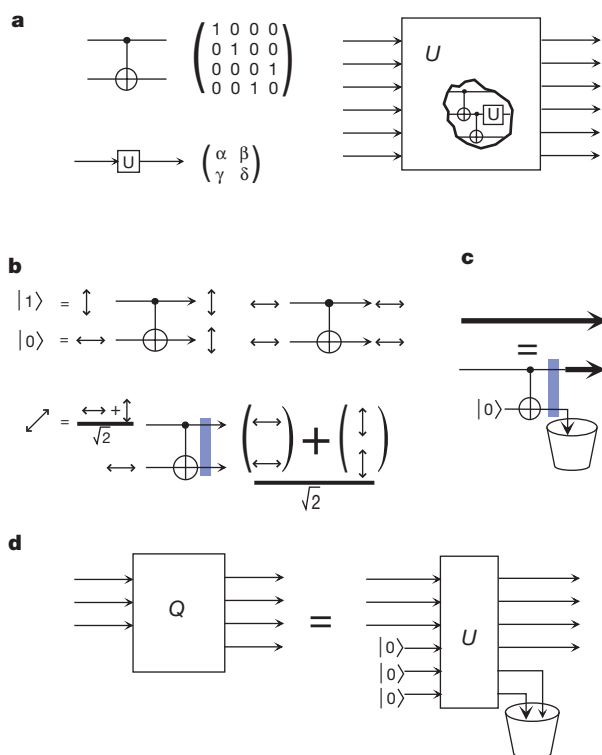 a
1 0 0 0
0 1 0 0
0 0 0 1
0 0 1 0
U
α β
γ δ
U
U
b
|1⟩ =
|0⟩ =
= +
√2
+
√2
c
=
|0⟩
d
Q
=
U
|0⟩
|0⟩
|0⟩